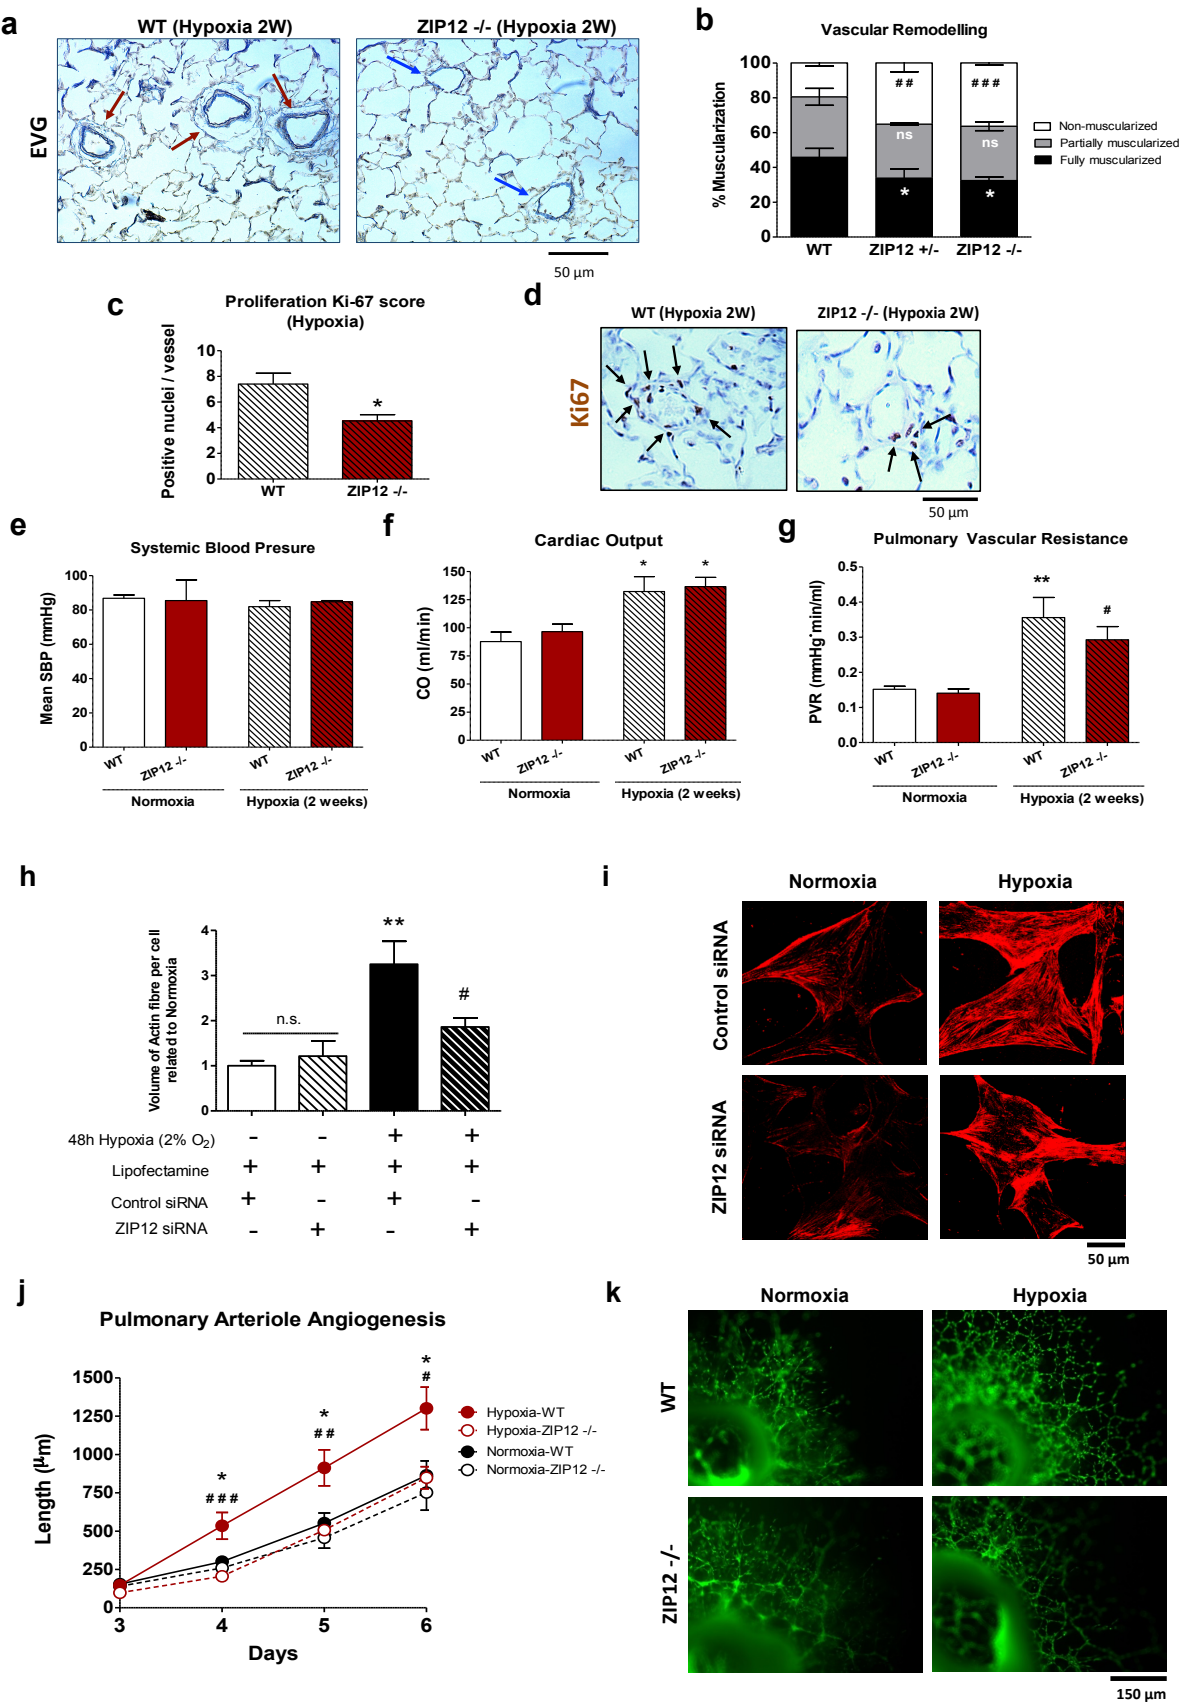 a
WT (Hypoxia 2W)
ZIP12 -/- (Hypoxia 2W)
EVG
50 µm
b
Vascular Remodelling
% Muscularization
100
80
60
40
20
0
##
###
ns
ns
*
*
WT
ZIP12 +/-
ZIP12 -/-
Non-muscularized
Partially muscularized
Fully muscularized
c
Proliferation Ki-67 score
(Hypoxia)
Positive nuclei / vessel
10
8
6
4
2
0
*
WT
ZIP12 -/-
d
WT (Hypoxia 2W)
ZIP12 -/- (Hypoxia 2W)
Ki67
50 µm
e
Systemic Blood Presure
Mean SBP (mmHg)
100
80
60
40
20
0
WT
ZIP12 -/-
WT
ZIP12 -/-
Normoxia
Hypoxia (2 weeks)
f
Cardiac Output
CO (ml/min)
150
125
100
75
50
25
0
*
*
WT
ZIP12 -/-
WT
ZIP12 -/-
Normoxia
Hypoxia (2 weeks)
g
Pulmonary Vascular Resistance
PVR (mmHg*min/ml)
0.5
0.4
0.3
0.2
0.1
0.0
**
#
WT
ZIP12 -/-
WT
ZIP12 -/-
Normoxia
Hypoxia (2 weeks)
h
Volume of Actin fibre per cell
related to Normoxia
4
3
2
1
0
n.s.
**
#
48h Hypoxia (2% O2) - - + +
Lipofectamine + + + +
Control siRNA + - + -
ZIP12 siRNA - + - +
i
Normoxia
Hypoxia
Control siRNA
ZIP12 siRNA
50 µm
j
Pulmonary Arteriole Angiogenesis
Length (µm)
1500
1250
1000
750
500
250
0
*
###
*
##
*
#
3
4
5
6
Days
Hypoxia-WT
Hypoxia-ZIP12 -/-
Normoxia-WT
Normoxia-ZIP12 -/-
k
Normoxia
Hypoxia
WT
ZIP12 -/-
150 µm